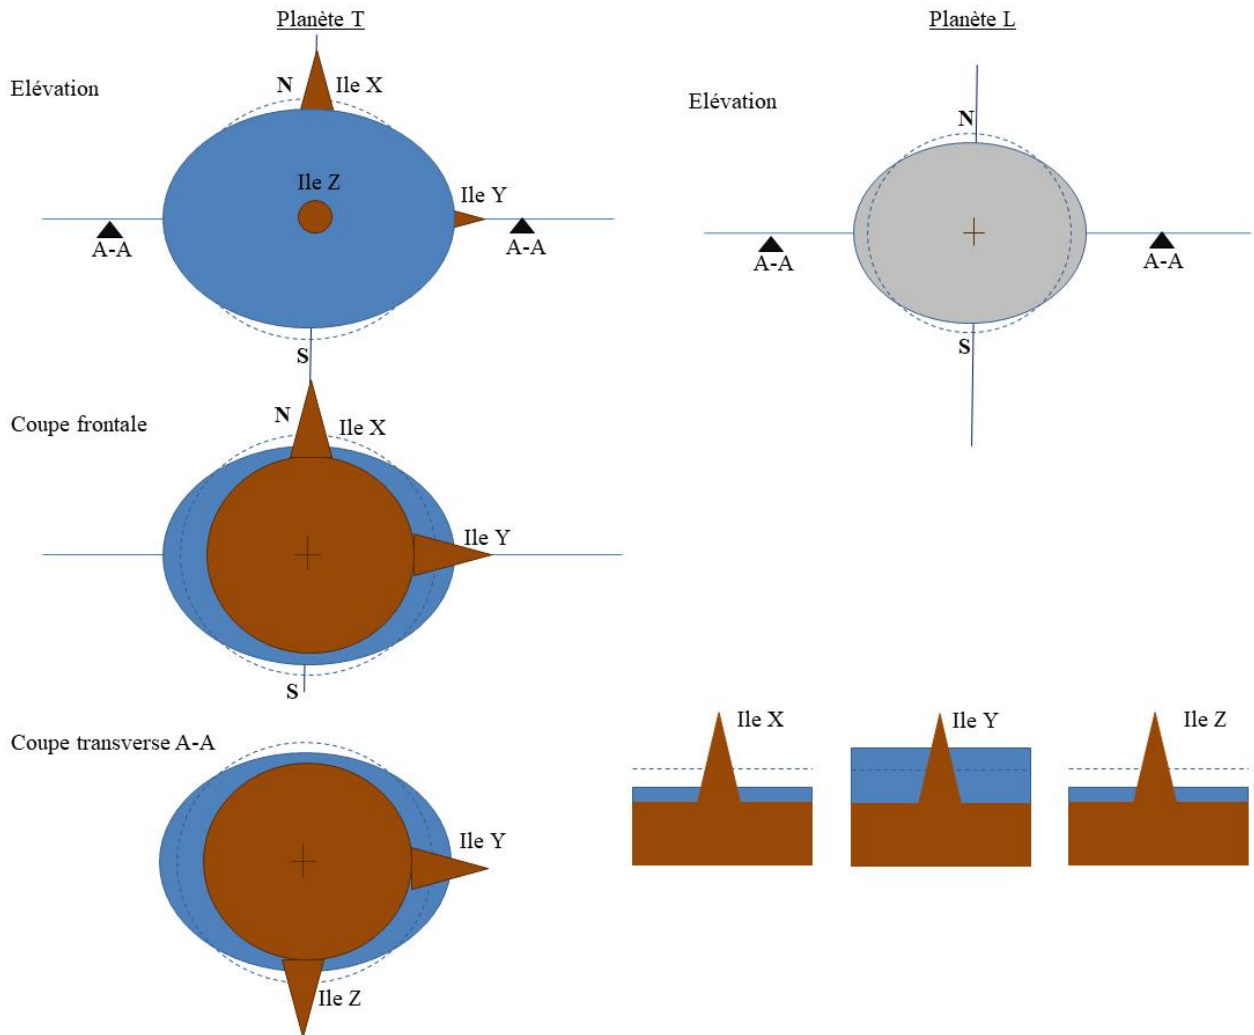 Planète T
Planète L
Elévation
N
Ile X
Elévation
N
Ile Z
Ile Y
A-A
A-A
A-A
A-A
S
S
Coupe frontale
N
Ile X
Ile Y
S
Coupe transverse A-A
Ile X
Ile Y
Ile Z
Ile Y
Ile Z